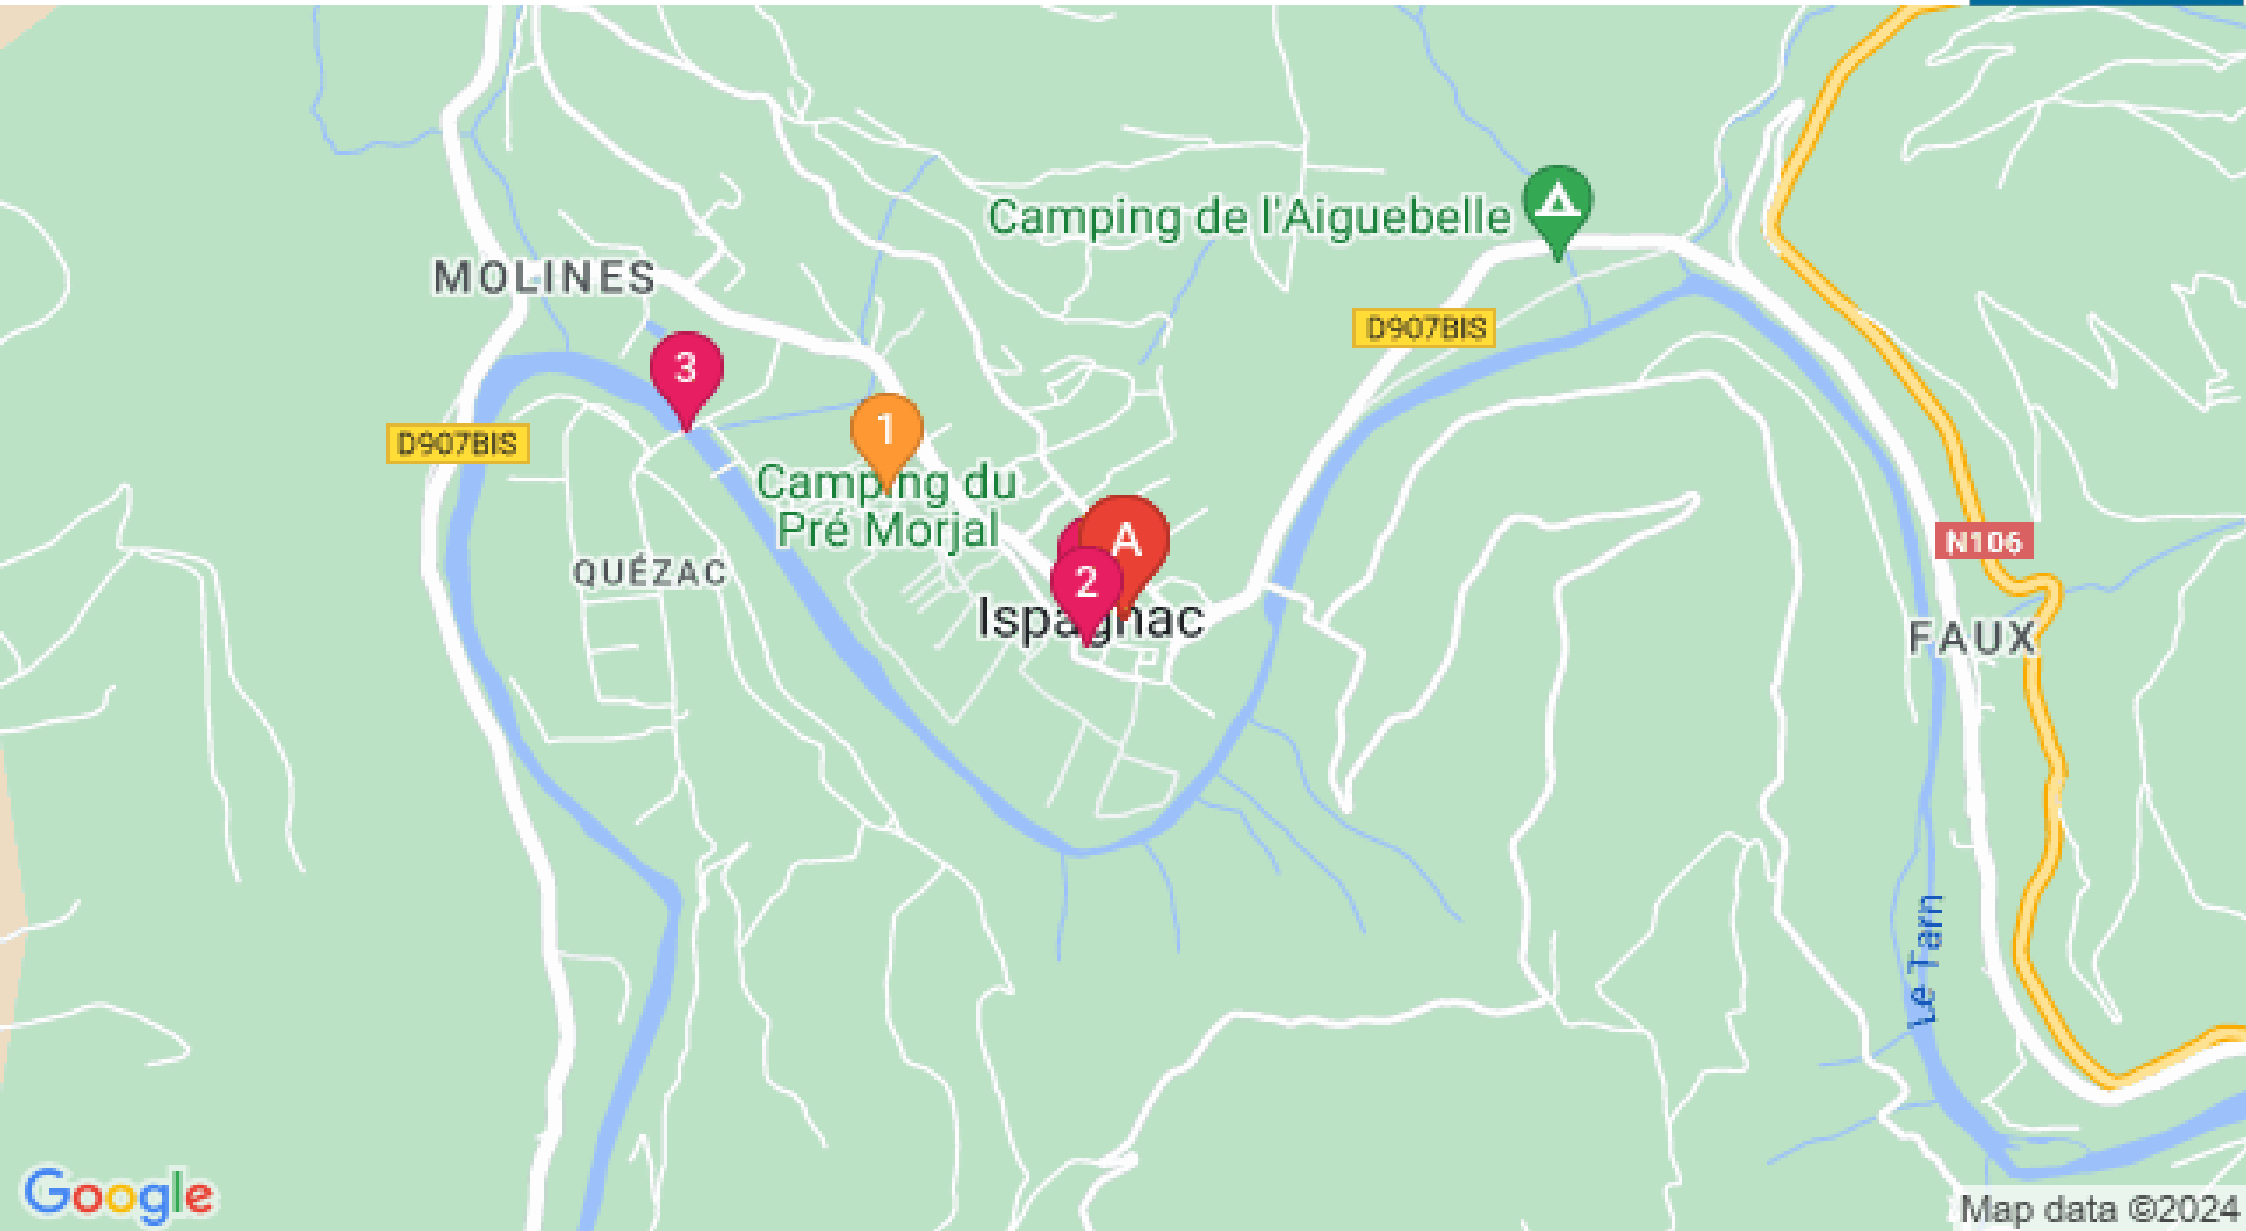 Camping de l'Aiguebelle
MOLINES
D907BIS
3
1
D907BIS
Camping du
Pré Morjal
A
N106
QUÉZAC
2
Ispagnac
FAUX
Le Tarn
Google
Map data ©2024